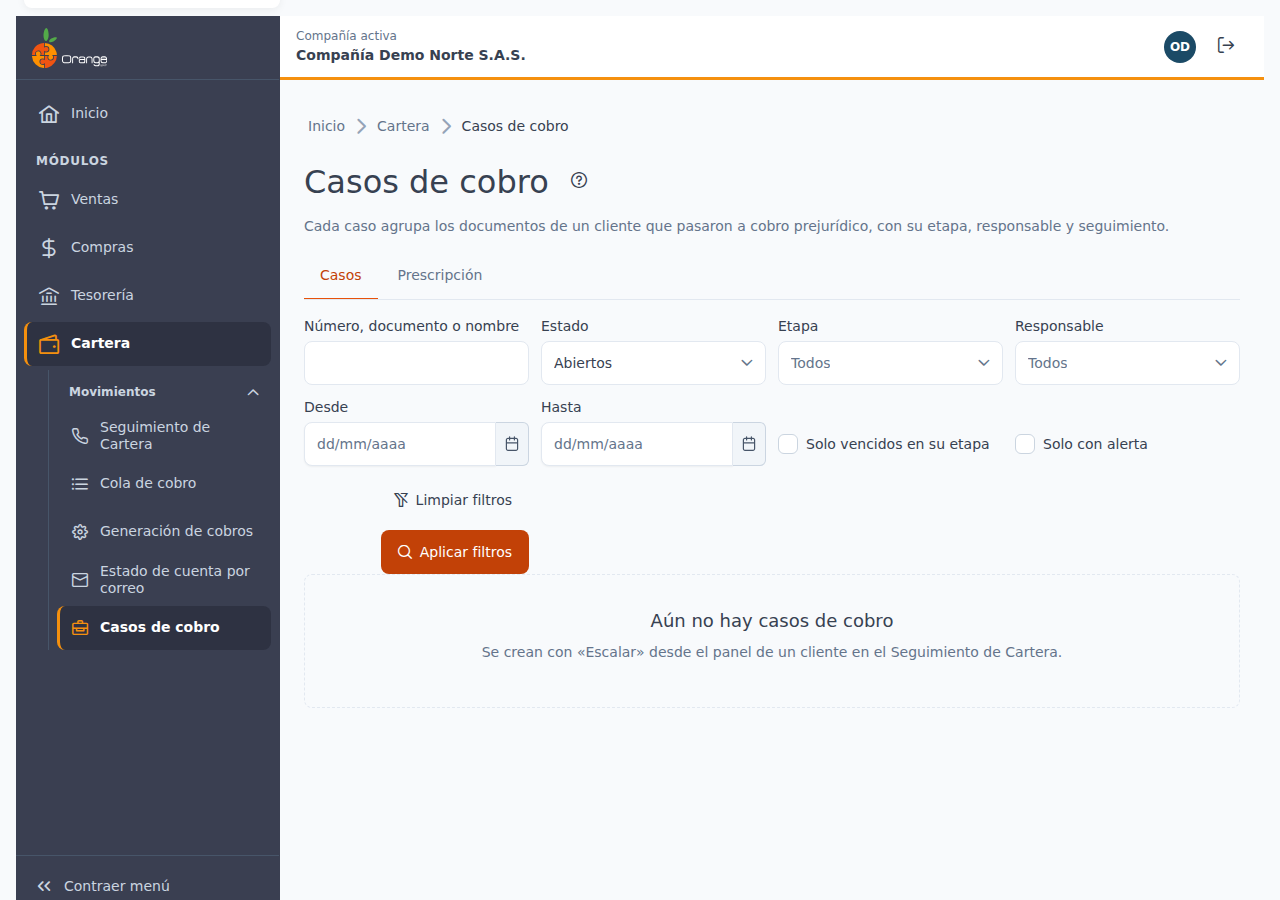 Orange
Compañía activa
Compañía Demo Norte S.A.S.
OD
Inicio
MÓDULOS
Ventas
Compras
Tesorería
Cartera
Movimientos
Seguimiento de
Cartera
Cola de cobro
Generación de cobros
Estado de cuenta por
correo
Casos de cobro
Contraer menú
Inicio
Cartera
Casos de cobro
Casos de cobro
Cada caso agrupa los documentos de un cliente que pasaron a cobro prejurídico, con su etapa, responsable y seguimiento.
Casos
Prescripción
Número, documento o nombre
Estado
Etapa
Responsable
Abiertos
Todos
Todos
Desde
Hasta
dd/mm/aaaa
dd/mm/aaaa
Solo vencidos en su etapa
Solo con alerta
Limpiar filtros
Aplicar filtros
Aún no hay casos de cobro
Se crean con «Escalar» desde el panel de un cliente en el Seguimiento de Cartera.